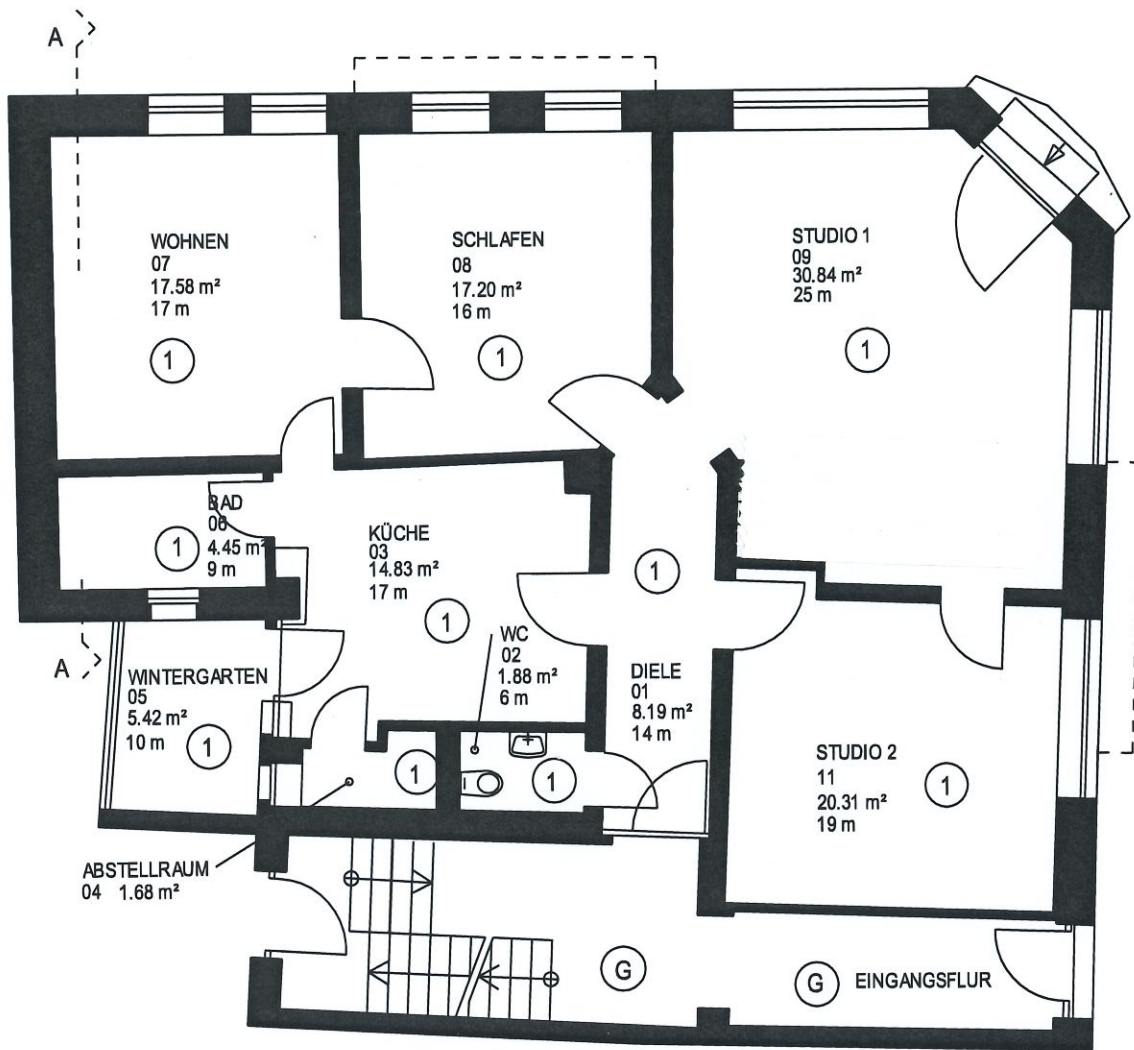 A
WOHNEN
07
17.58 m²
17 m
1
SCHLAFEN
08
17.20 m²
16 m
1
STUDIO 1
09
30.84 m²
25 m
1
BAD
06
4.45 m²
9 m
1
KÜCHE
03
14.83 m²
17 m
1
1
WC
02
1.88 m²
6 m
1
DIELE
01
8.19 m²
14 m
A
WINTERGARTEN
05
5.42 m²
10 m
1
1
STUDIO 2
11
20.31 m²
19 m
1
ABSTELLRAUM
04 1.68 m²
G
G EINGANGSFLUR